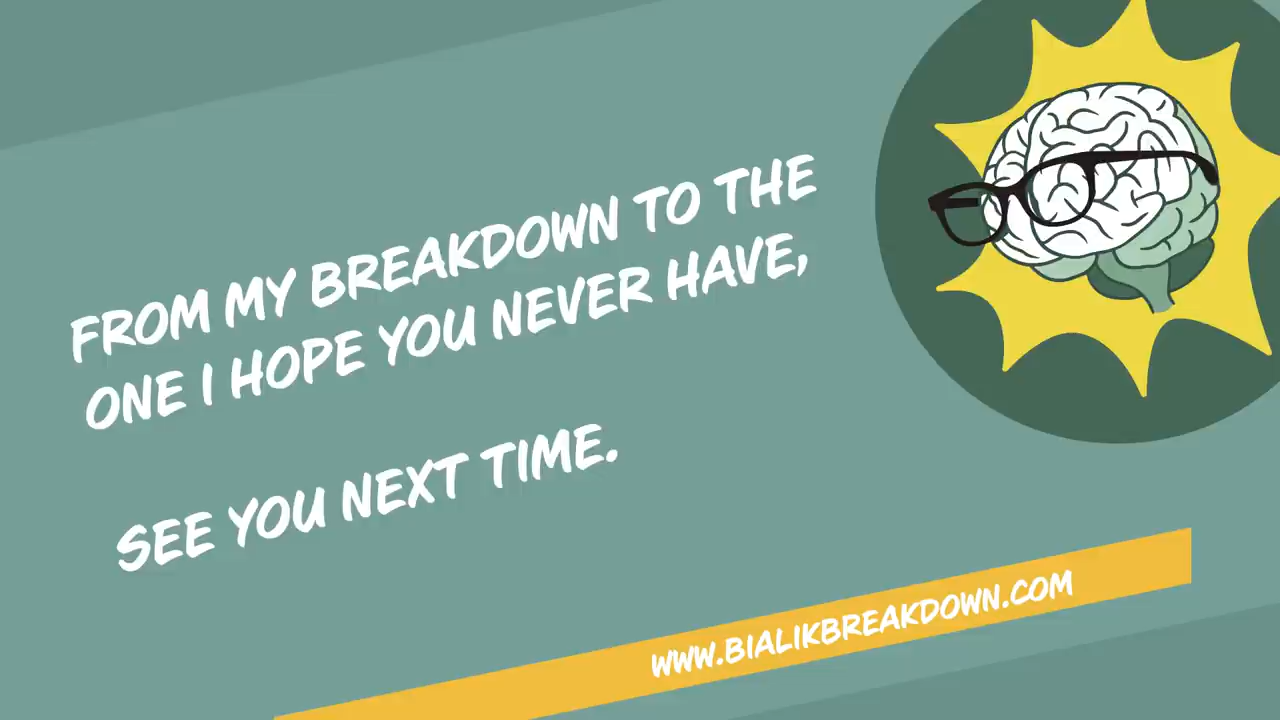 FROM MY BREAKDOWN TO THE
ONE I HOPE YOU NEVER HAVE,
SEE YOU NEXT TIME.
WWW.BIALIKBREAKDOWN.COM